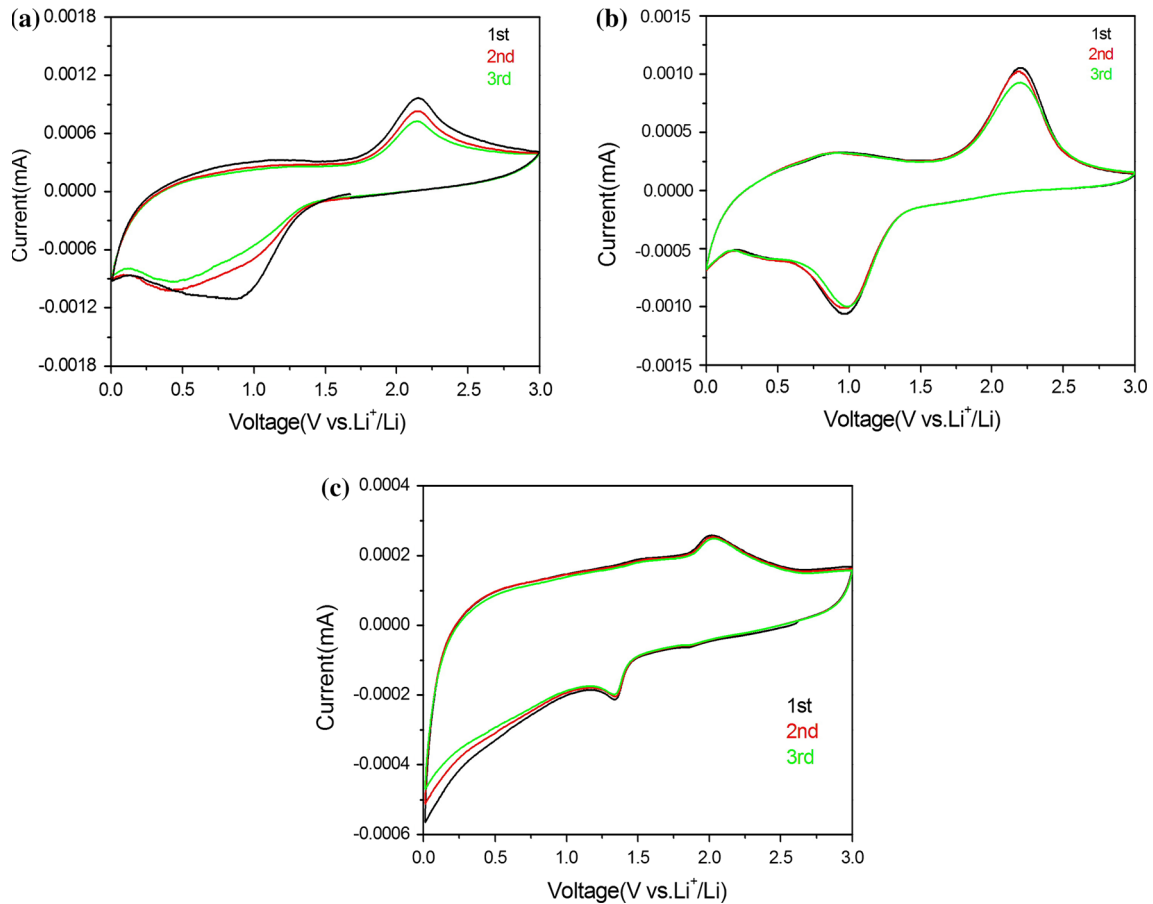 (a)
0.0018
0.0012
0.0006
0.0000
-0.0006
-0.0012
-0.0018
Current(mA)
1st
2nd
3rd
0.0 0.5 1.0 1.5 2.0 2.5 3.0
Voltage(V vs.Li⁺/Li)
(b)
0.0015
0.0010
0.0005
0.0000
-0.0005
-0.0010
-0.0015
Current(mA)
1st
2nd
3rd
0.0 0.5 1.0 1.5 2.0 2.5 3.0
Voltage(V vs.Li⁺/Li)
(c)
0.0004
0.0002
0.0000
-0.0002
-0.0004
-0.0006
Current(mA)
1st
2nd
3rd
0.0 0.5 1.0 1.5 2.0 2.5 3.0
Voltage(V vs.Li⁺/Li)